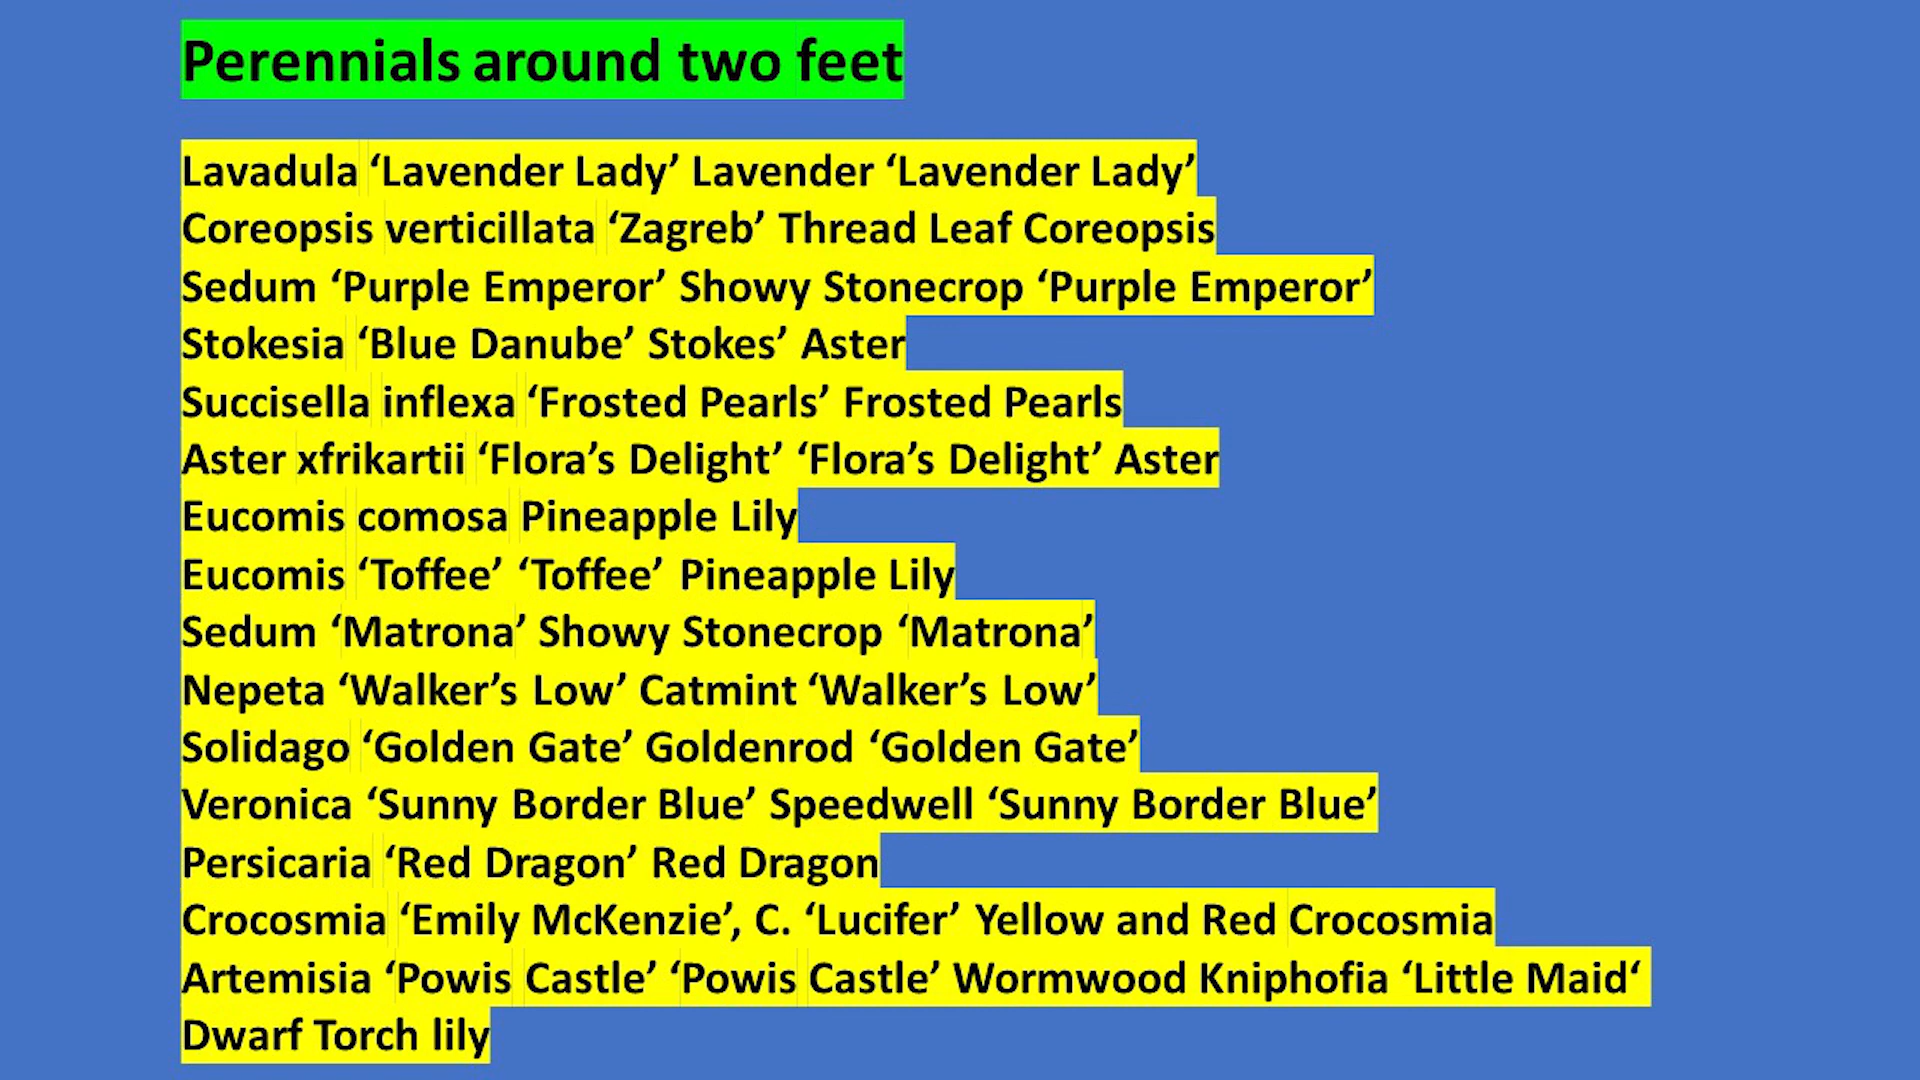 Perennials around two feet
Lavadula ‘Lavender Lady’ Lavender ‘Lavender Lady’
Coreopsis verticillata ‘Zagreb’ Thread Leaf Coreopsis
Sedum ‘Purple Emperor’ Showy Stonecrop ‘Purple Emperor’
Stokesia ‘Blue Danube’ Stokes’ Aster
Succisella inflexa ‘Frosted Pearls’ Frosted Pearls
Aster xfrikartii ‘Flora’s Delight’ ‘Flora’s Delight’ Aster
Eucomis comosa Pineapple Lily
Eucomis ‘Toffee’ ‘Toffee’ Pineapple Lily
Sedum ‘Matrona’ Showy Stonecrop ‘Matrona’
Nepeta ‘Walker’s Low’ Catmint ‘Walker’s Low’
Solidago ‘Golden Gate’ Goldenrod ‘Golden Gate’
Veronica ‘Sunny Border Blue’ Speedwell ‘Sunny Border Blue’
Persicaria ‘Red Dragon’ Red Dragon
Crocosmia ‘Emily McKenzie’, C. ‘Lucifer’ Yellow and Red Crocosmia
Artemisia ‘Powis Castle’ ‘Powis Castle’ Wormwood Kniphofia ‘Little Maid‘
Dwarf Torch lily